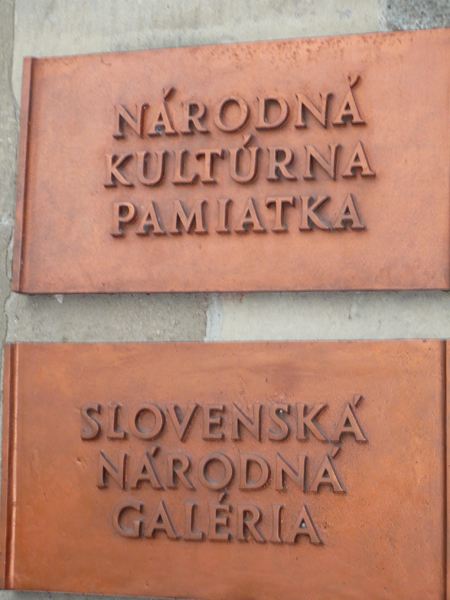 NÁRODNÁ
KULTÚRNA
PAMIATKA
SLOVENSKÁ
NÁRODNÁ
GALÉRIA